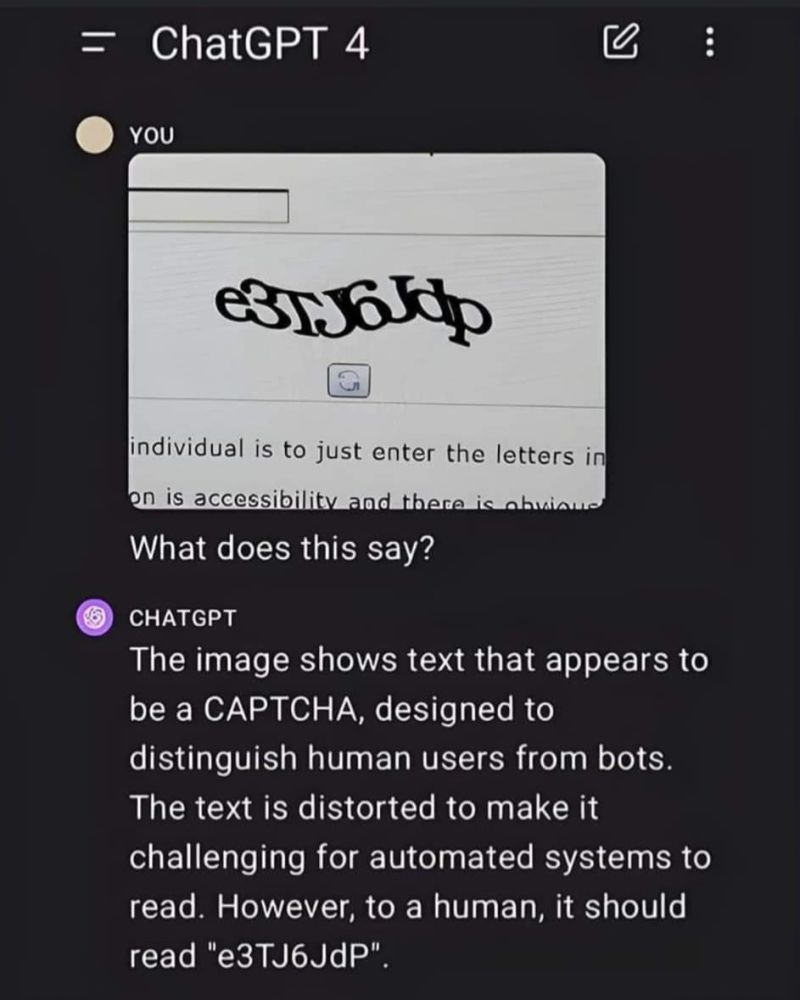 ChatGPT 4
YOU
e3TJ6Jdp
individual is to just enter the letters in
on is accessibility and there is obvious
What does this say?
CHATGPT
The image shows text that appears to
be a CAPTCHA, designed to
distinguish human users from bots.
The text is distorted to make it
challenging for automated systems to
read. However, to a human, it should
read "e3TJ6JdP".